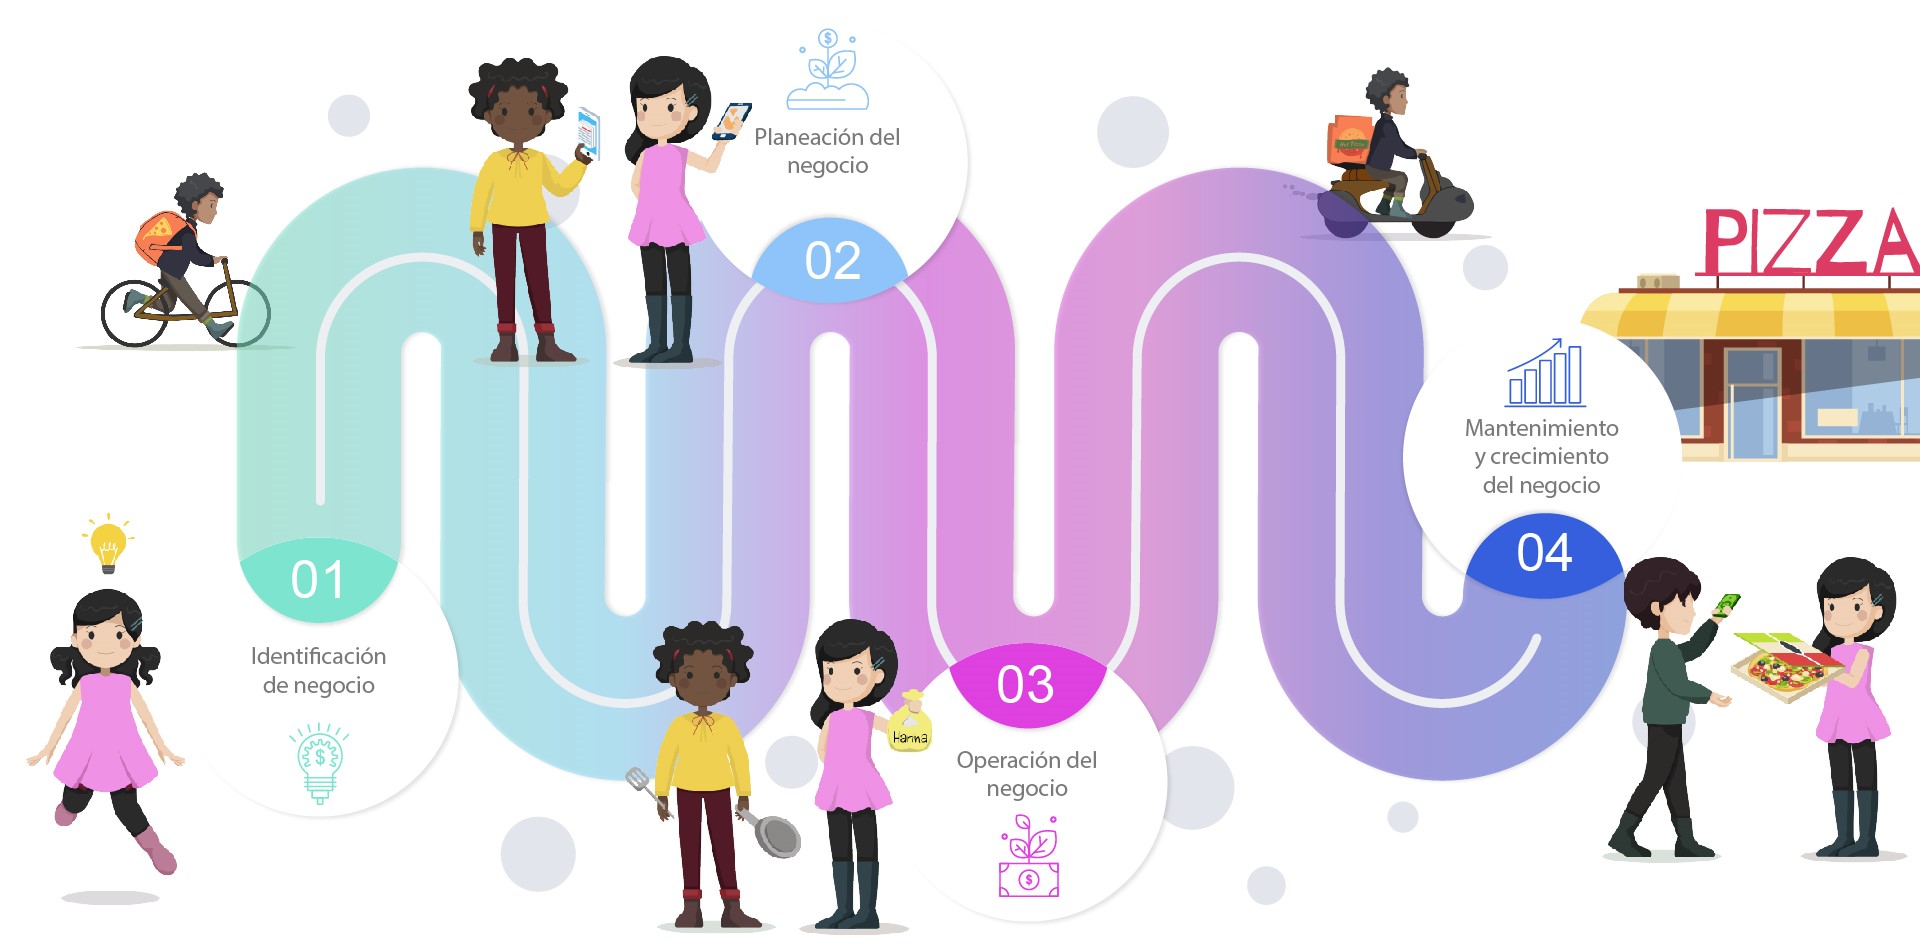 Planeación del
negocio
02
PIZZA
Mantenimiento
y crecimiento
del negocio
04
01
Identificación
de negocio
03
Operación del
negocio
Harina